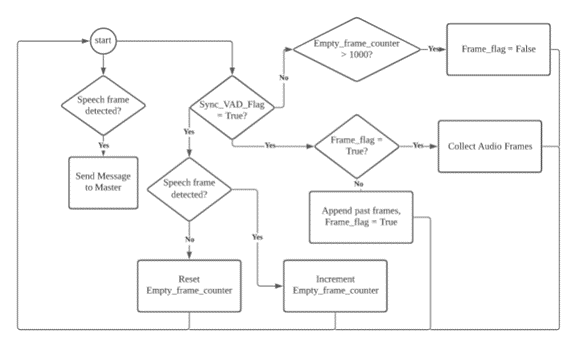 start
Empty_frame_counter
> 1000?
Yes
Frame_flag = False
No
Speech frame
detected?
Sync_VAD_Flag
= True?
Yes
Send Message
to Master
Yes
Yes
Frame_flag =
True?
Yes
Collect Audio Frames
No
Speech frame
detected?
Append past frames,
Frame_flag = True
No
Yes
Reset
Empty_frame_counter
Increment
Empty_frame_counter